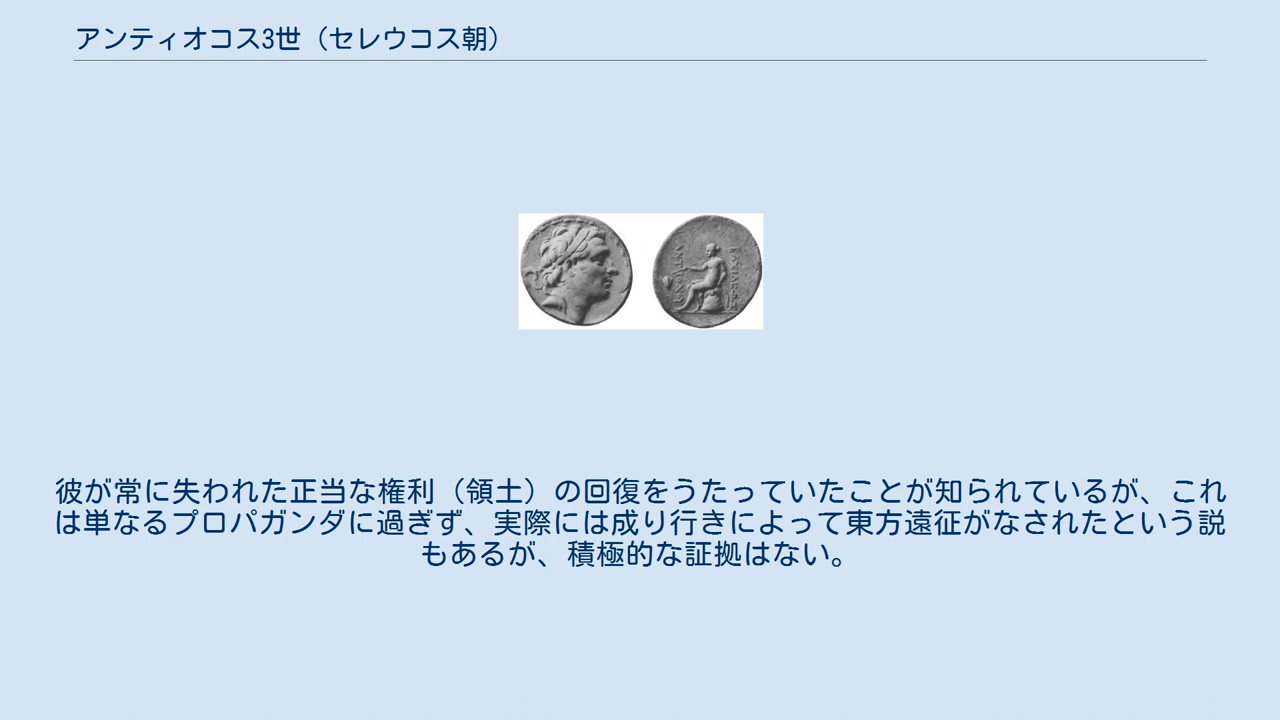 アンティオコス3世（セレウコス朝）
彼が常に失われた正当な権利（領土）の回復をうたっていたことが知られているが、これ
は単なるプロパガンダに過ぎず、実際には成り行きによって東方遠征がなされたという説
もあるが、積極的な証拠はない。